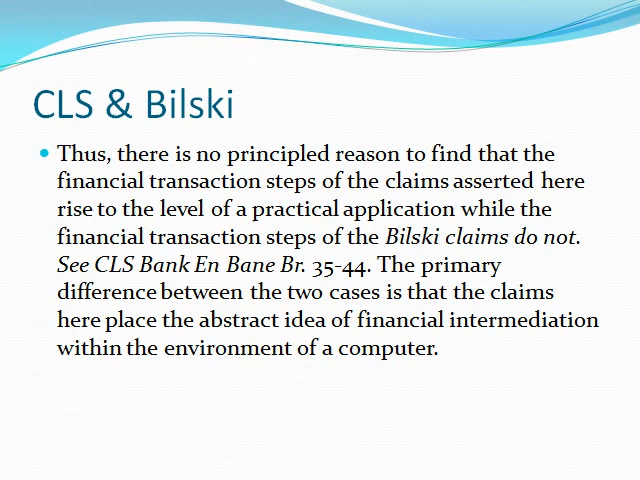 CLS & Bilski
• Thus, there is no principled reason to find that the
financial transaction steps of the claims asserted here
rise to the level of a practical application while the
financial transaction steps of the Bilski claims do not.
See CLS Bank En Bane Br. 35-44. The primary
difference between the two cases is that the claims
here place the abstract idea of financial intermediation
within the environment of a computer.